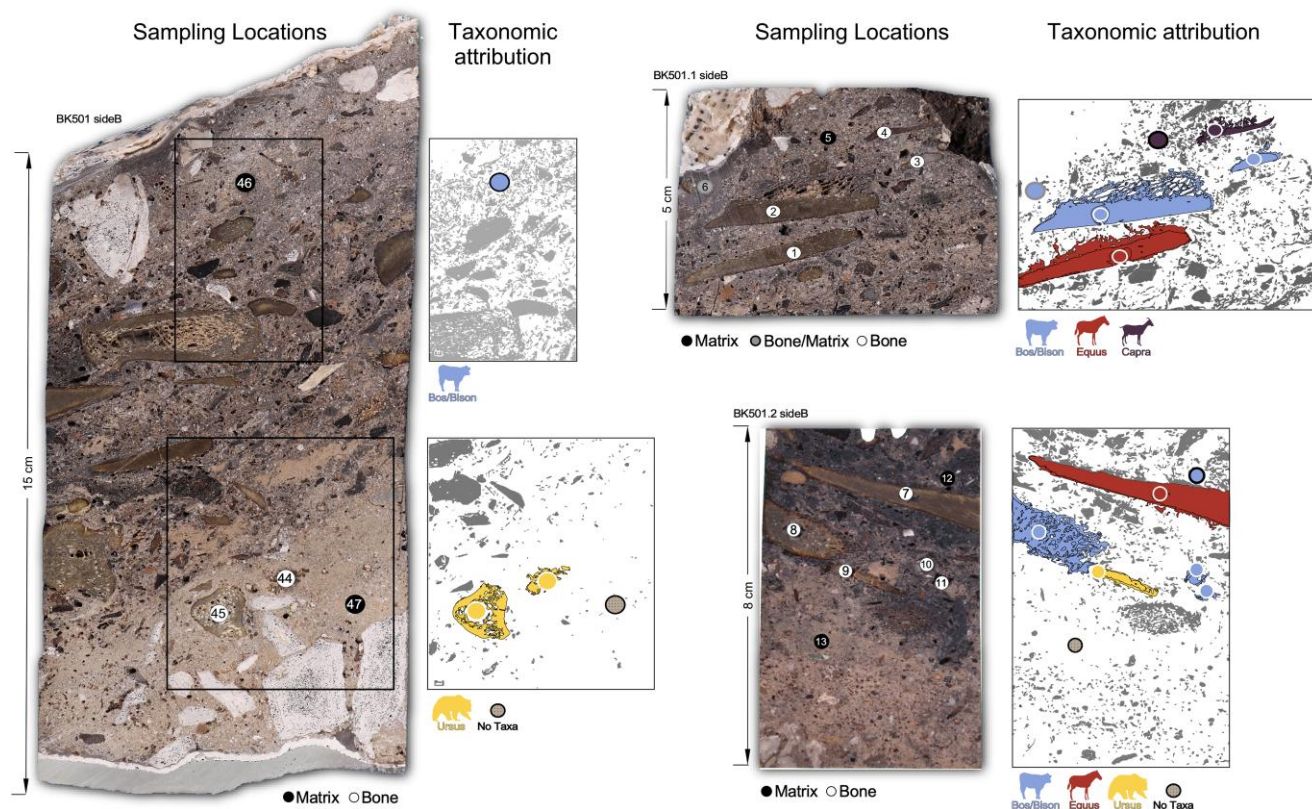 Sampling Locations
Taxonomic
attribution
BK501 sideB
15 cm
46
44
45
47
Bos/Bison
Ursus
No Taxa
Matrix
Bone
Sampling Locations
Taxonomic attribution
BK501.1 sideB
5 cm
4
5
3
6
2
1
Matrix
Bone/Matrix
Bone
Bos/Bison
Equus
Capra
BK501.2 sideB
8 cm
12
7
8
10
9
11
13
Matrix
Bone
Bos/Bison
Equus
Ursus
No Taxa